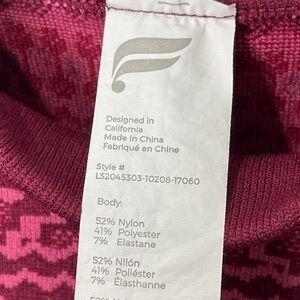 Designed in
California
Made in China
Fabriqué en Chine
Style #
LS2045303-10208-17060
Body:
52% Nylon
41% Polyester
7% Elastane
52% Nilón
41% Poliéster
7% Élasthanne